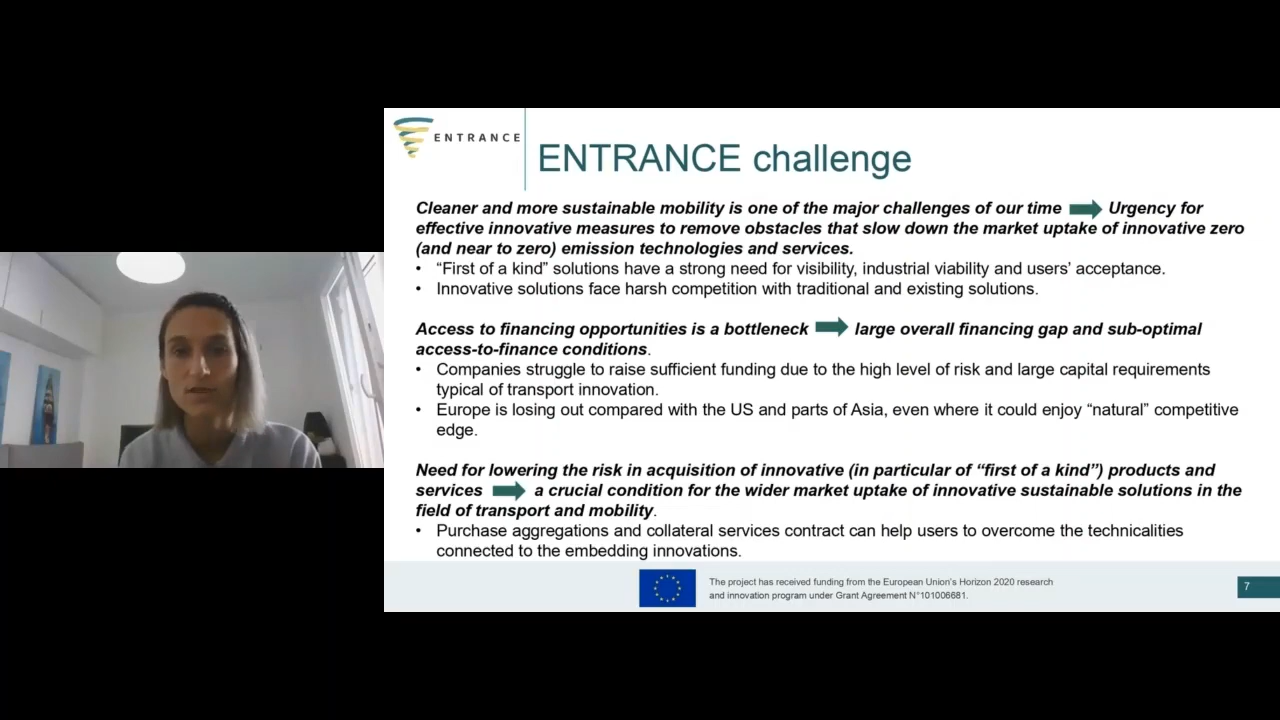 ENTRANCE
ENTRANCE challenge
Cleaner and more sustainable mobility is one of the major challenges of our time Urgency for
effective innovative measures to remove obstacles that slow down the market uptake of innovative zero
(and near to zero) emission technologies and services.
• “First of a kind” solutions have a strong need for visibility, industrial viability and users’ acceptance.
• Innovative solutions face harsh competition with traditional and existing solutions.
Access to financing opportunities is a bottleneck large overall financing gap and sub-optimal
access-to-finance conditions.
• Companies struggle to raise sufficient funding due to the high level of risk and large capital requirements
typical of transport innovation.
• Europe is losing out compared with the US and parts of Asia, even where it could enjoy “natural” competitive
edge.
Need for lowering the risk in acquisition of innovative (in particular of “first of a kind”) products and
services a crucial condition for the wider market uptake of innovative sustainable solutions in the
field of transport and mobility.
• Purchase aggregations and collateral services contract can help users to overcome the technicalities
connected to the embedding innovations.
The project has received funding from the European Union’s Horizon 2020 research
and innovation program under Grant Agreement N°101006681.
7